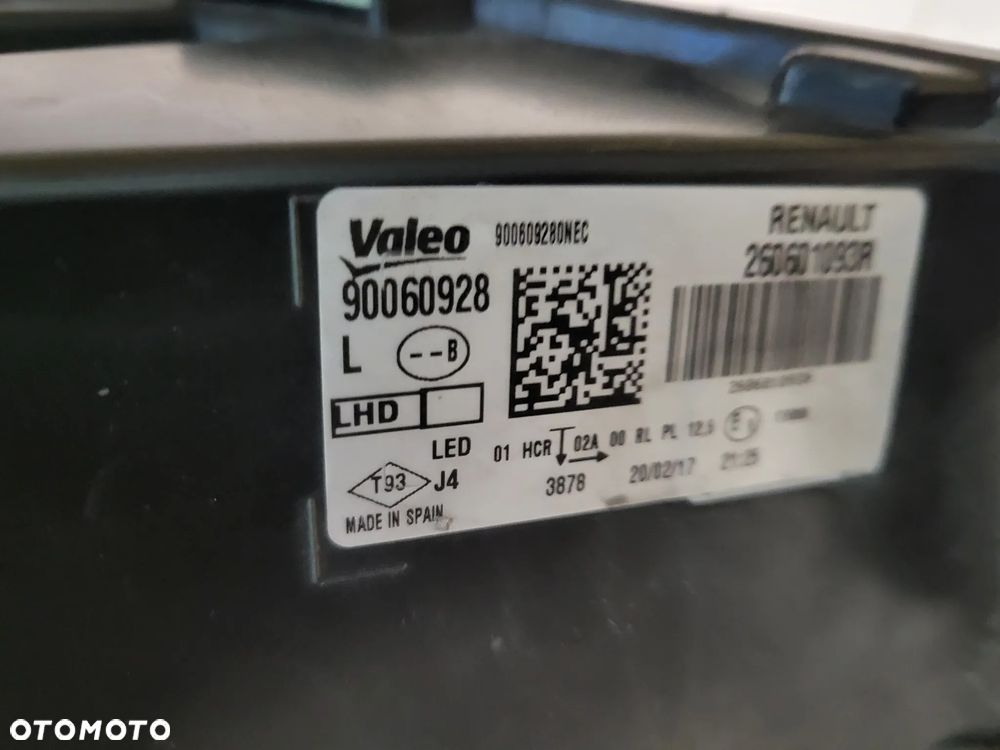 Valeo 900609280NEC
RENAULT
260601093R
90060928
L --B
LHD
LED 01 HCR 02A 00 RL PL 12,5 E
T93 J4 3878 20/02/17 21:25
MADE IN SPAIN
OTOMOTO